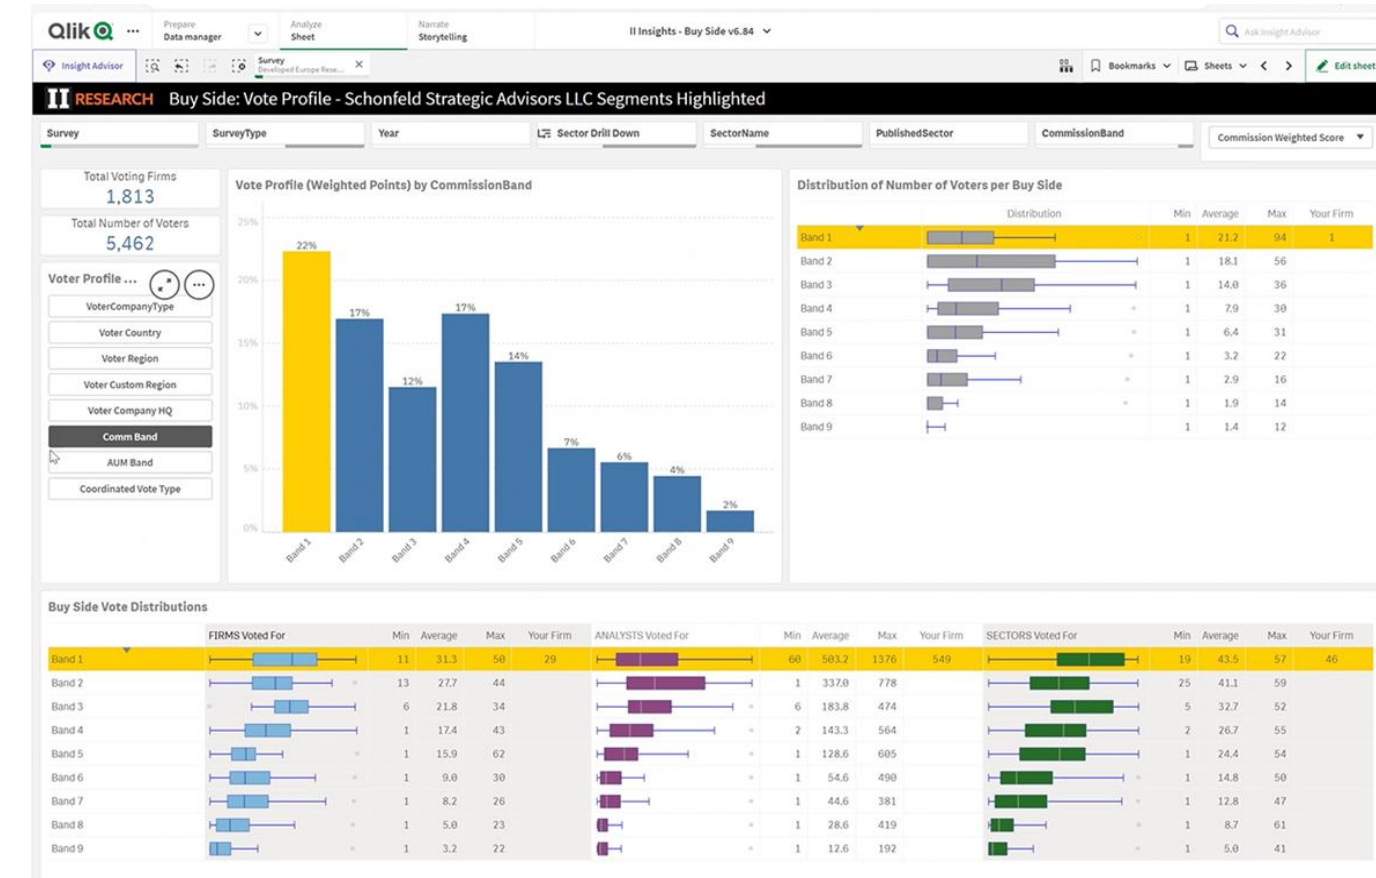 Qlik
Prepare
Data manager
Analyze
Sheet
Narrate
Storytelling
II Insights - Buy Side v6.84
Ask Insight Advisor
Insight Advisor
Survey
Developed Europe Rese...
Bookmarks
Sheets
Edit sheet
II RESEARCH Buy Side: Vote Profile - Schonfeld Strategic Advisors LLC Segments Highlighted
Survey SurveyType Year Sector Drill Down SectorName PublishedSector CommissionBand Commission Weighted Score
Total Voting Firms
1,813
Total Number of Voters
5,462
Voter Profile ...
VoterCompanyType
Voter Country
Voter Region
Voter Custom Region
Voter Company HQ
Comm Band
AUM Band
Coordinated Vote Type
Vote Profile (Weighted Points) by CommissionBand
25%
20%
15%
10%
5%
0%
22% 17% 12% 17% 14% 7% 6% 4% 2%
Band 1 Band 2 Band 3 Band 4 Band 5 Band 6 Band 7 Band 8 Band 9
Distribution of Number of Voters per Buy Side
Distribution Min Average Max Your Firm
Band 1 1 21.2 94 1
Band 2 1 18.1 56
Band 3 1 14.0 36
Band 4 1 7.9 30
Band 5 1 6.4 31
Band 6 1 3.2 22
Band 7 1 2.9 16
Band 8 1 1.9 14
Band 9 1 1.4 12
Buy Side Vote Distributions
FIRMS Voted For Min Average Max Your Firm ANALYSTS Voted For Min Average Max Your Firm SECTORS Voted For Min Average Max Your Firm
Band 1 11 31.3 50 29 60 503.2 1376 549 19 43.5 57 46
Band 2 13 27.7 44 1 337.0 778 25 41.1 59
Band 3 6 21.8 34 6 183.8 474 5 32.7 52
Band 4 1 17.4 43 2 143.3 564 2 26.7 55
Band 5 1 15.9 62 1 128.6 605 1 24.4 54
Band 6 1 9.0 30 1 54.6 490 1 14.8 50
Band 7 1 8.2 26 1 44.6 381 1 12.8 47
Band 8 1 5.0 23 1 28.6 419 1 8.7 61
Band 9 1 3.2 22 1 12.6 192 1 5.0 41